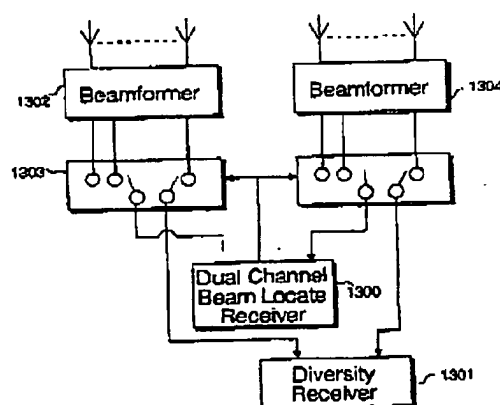 1302
Beamformer
Beamformer
1304
1303
Dual Channel
Beam Locate
Receiver
1300
Diversity
Receiver
1301